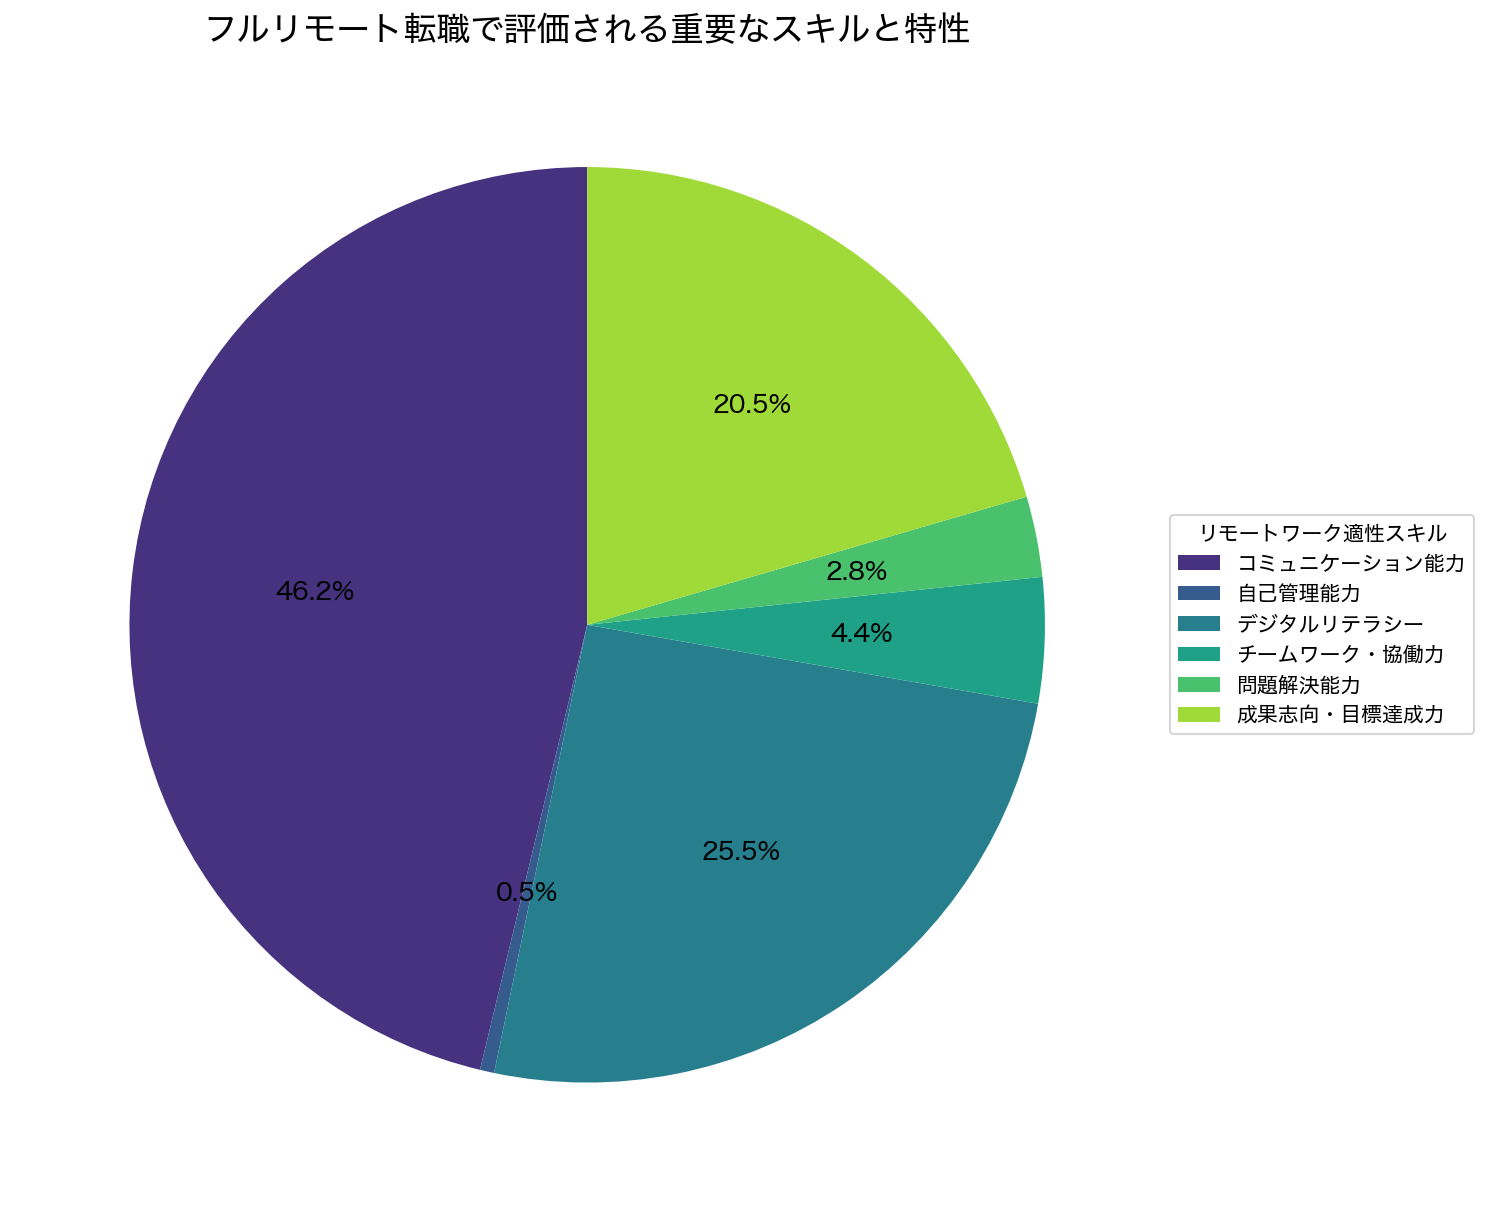 フルリモート転職で評価される重要なスキルと特性
20.5%
2.8%
46.2%
4.4%
25.5%
0.5%
リモートワーク適性スキル
コミュニケーション能力
自己管理能力
デジタルリテラシー
チームワーク・協働力
問題解決能力
成果志向・目標達成力